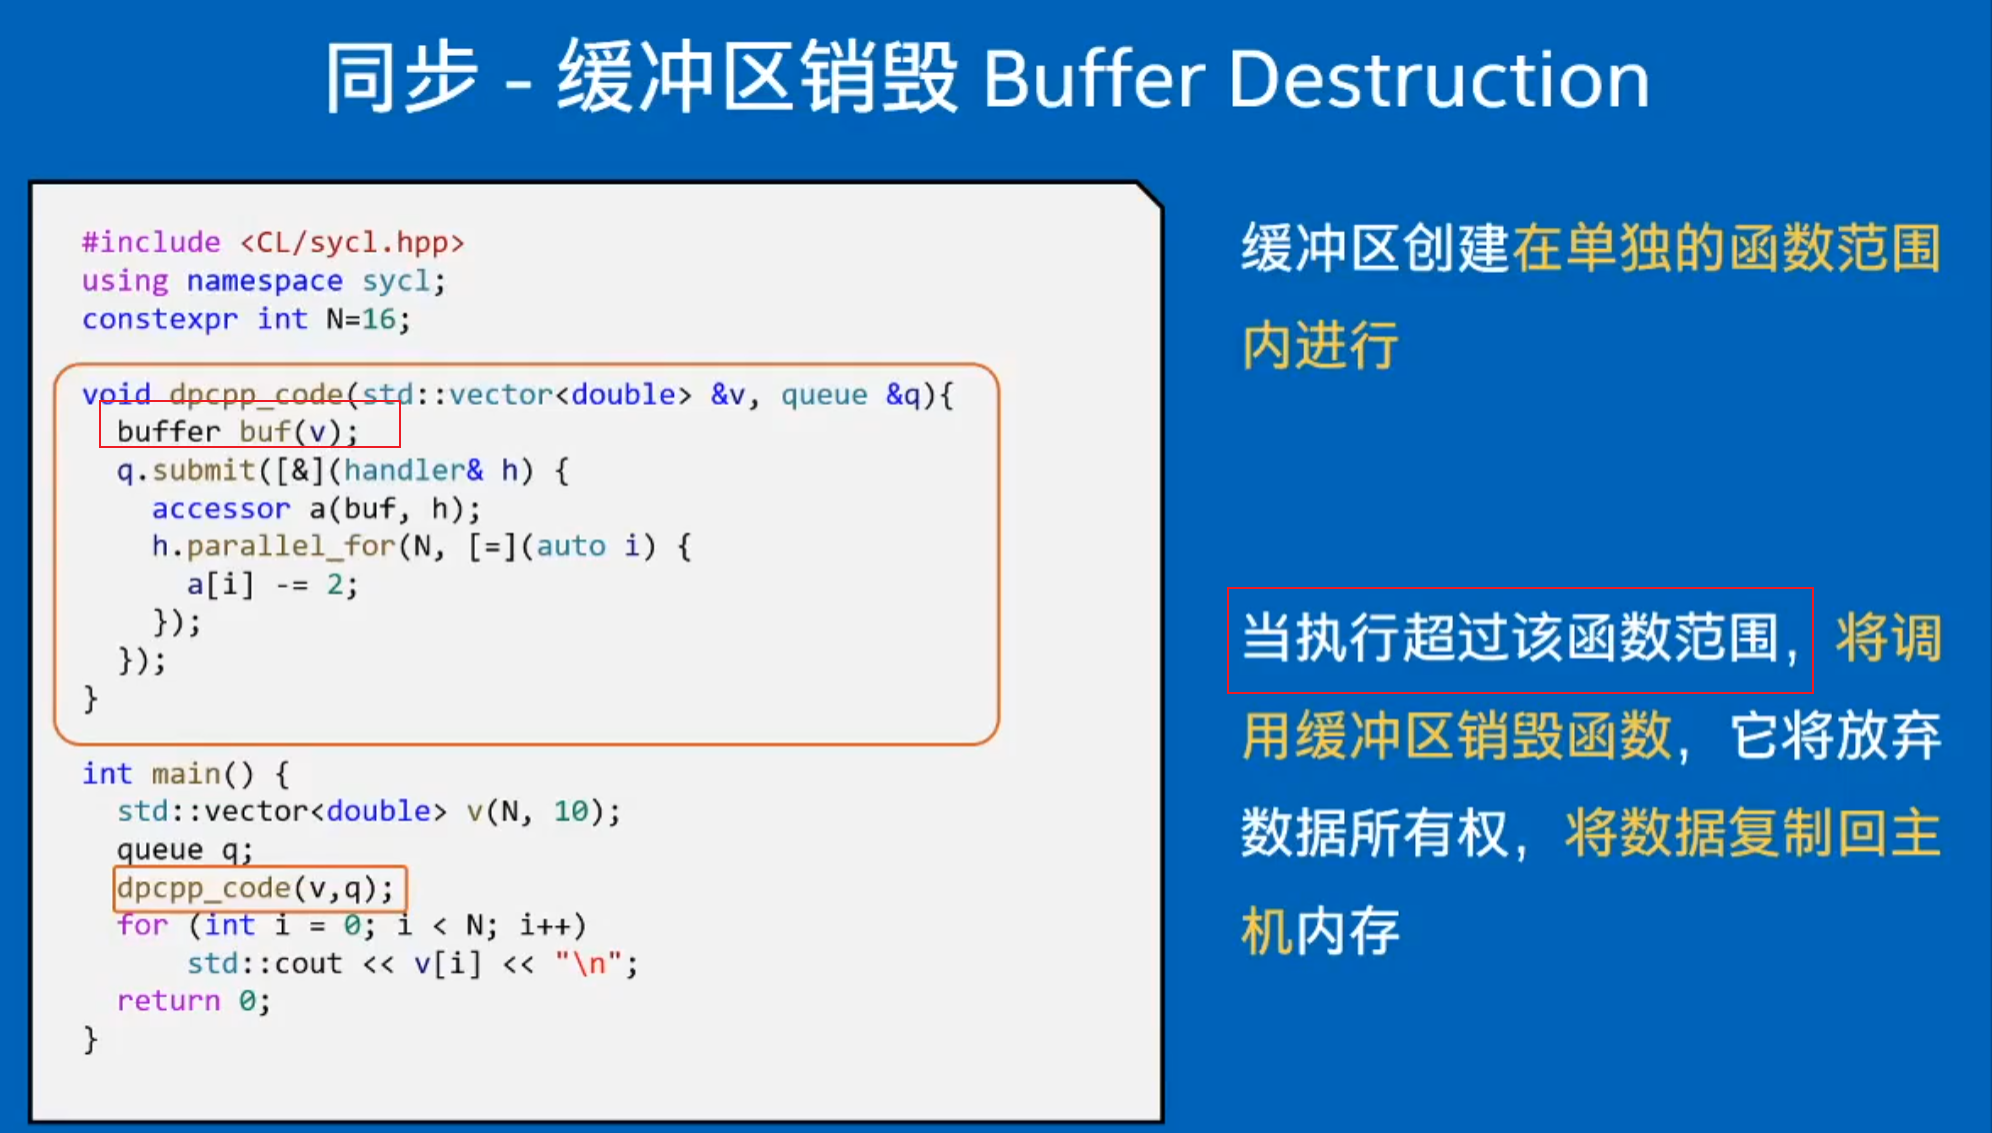 同步 - 缓冲区销毁 Buffer Destruction
#include <CL/sycl.hpp>
using namespace sycl;
constexpr int N=16;
void dpcpp_code(std::vector<double> &v, queue &q){
buffer buf(v);
q.submit([&](handler& h) {
accessor a(buf, h);
h.parallel_for(N, [=](auto i) {
a[i] -= 2;
});
});
}
int main() {
std::vector<double> v(N, 10);
queue q;
dpcpp_code(v,q);
for (int i = 0; i < N; i++)
std::cout << v[i] << "\n";
return 0;
}
缓冲区创建在单独的函数范围
内进行
当执行超过该函数范围，将调
用缓冲区销毁函数，它将放弃
数据所有权，将数据复制回主
机内存